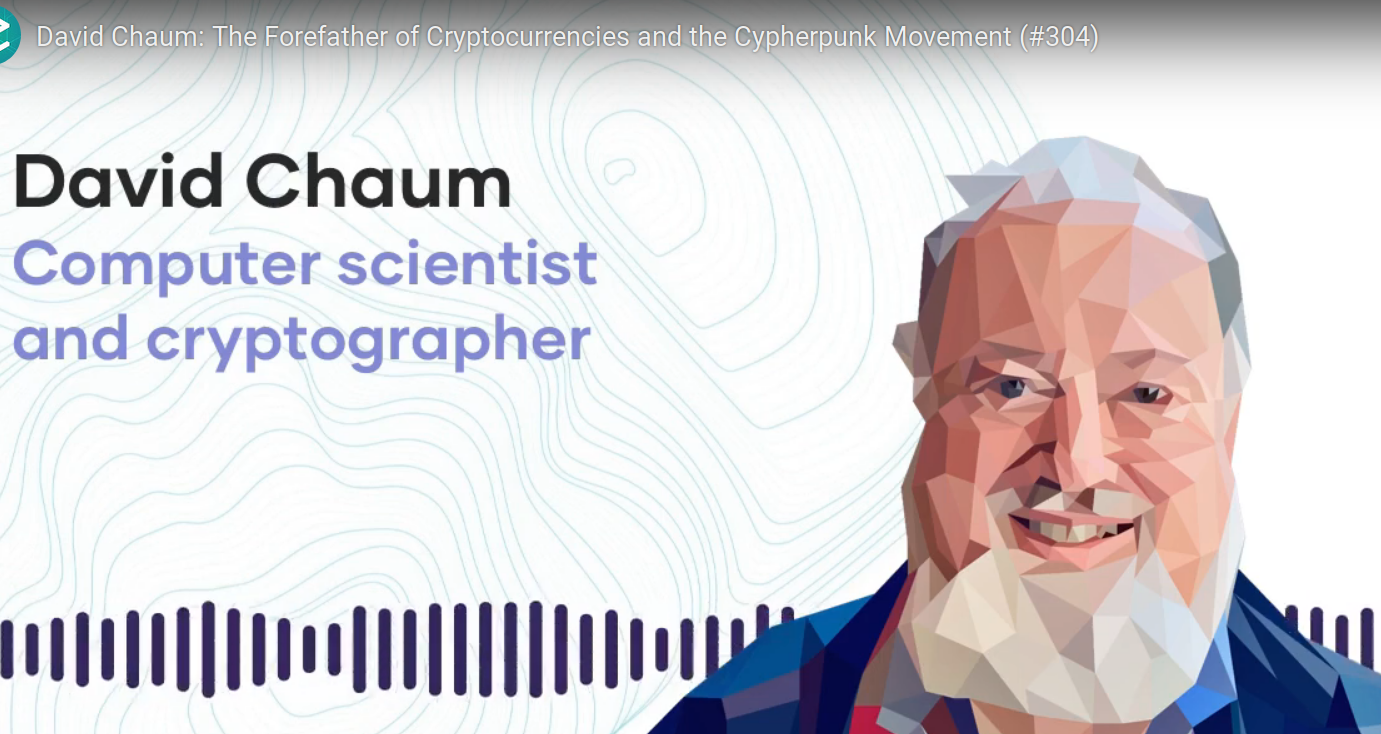 David Chaum: The Forefather of Cryptocurrencies and the Cypherpunk Movement (#304)
David Chaum
Computer scientist
and cryptographer